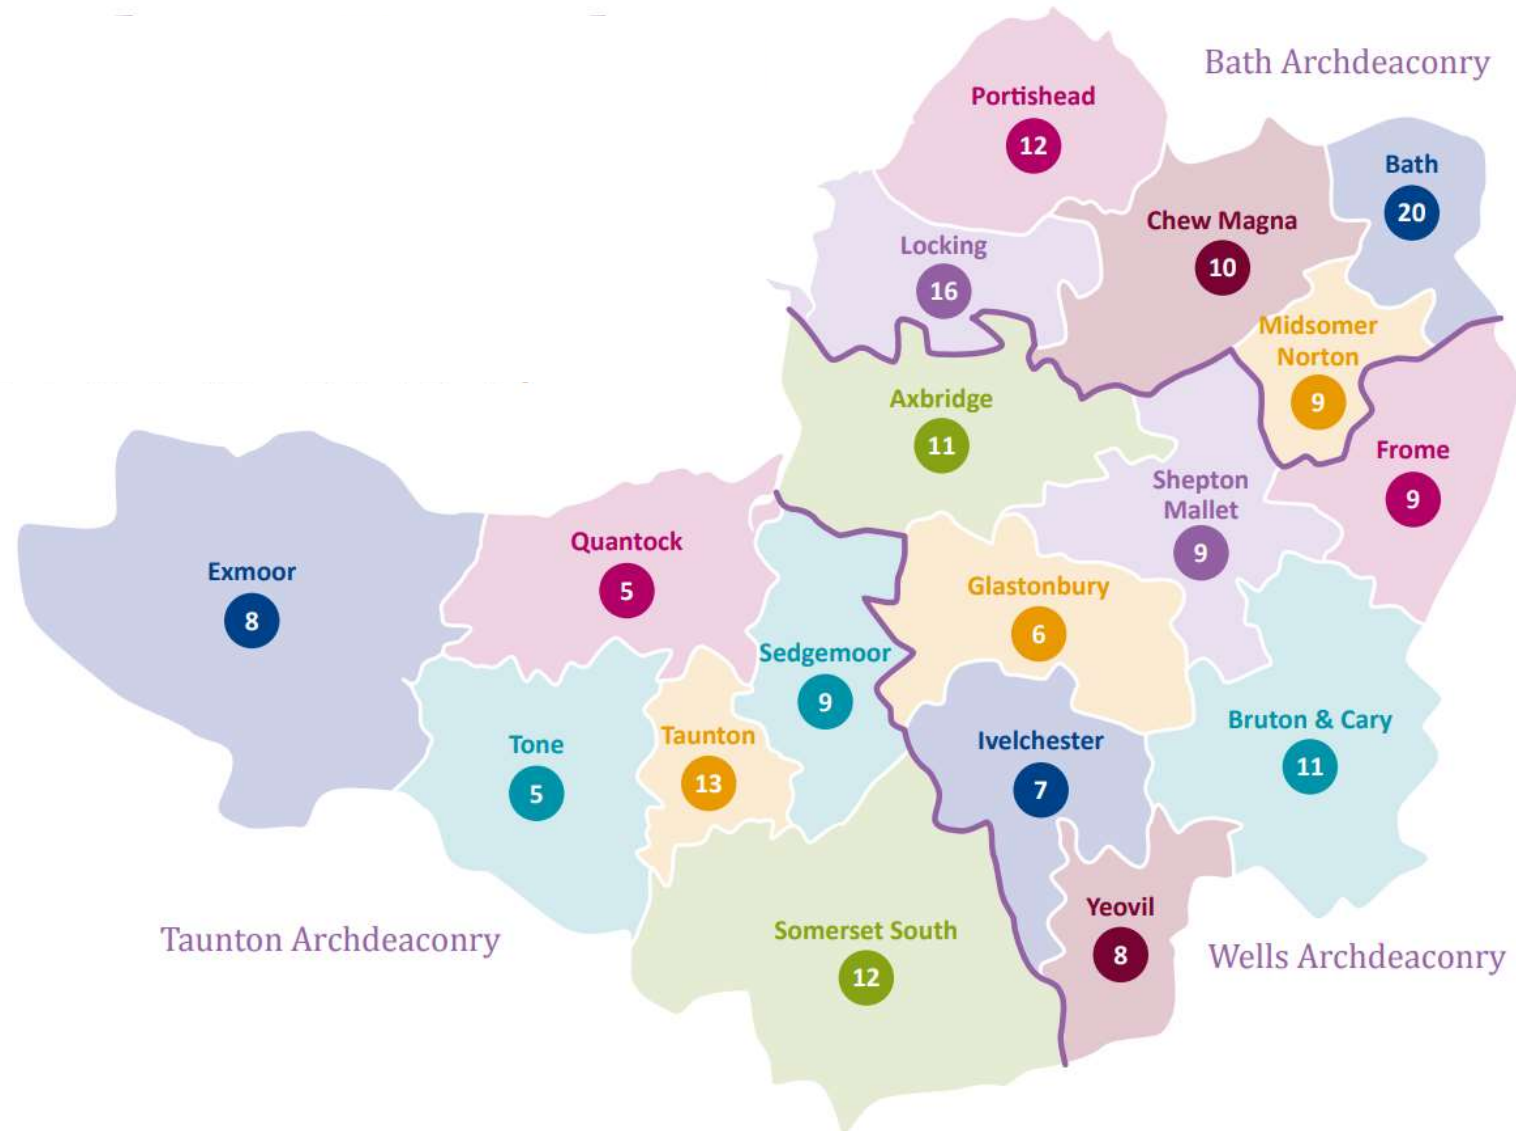 Bath Archdeaconry
Portishead
12
Bath
20
Chew Magna
10
Locking
16
Midsomer
Norton
9
Axbridge
11
Frome
9
Shepton
Mallet
9
Quantock
5
Exmoor
8
Glastonbury
6
Sedgemoor
9
Bruton & Cary
11
Taunton
13
Ivelchester
7
Tone
5
Yeovil
8
Somerset South
12
Taunton Archdeaconry
Wells Archdeaconry